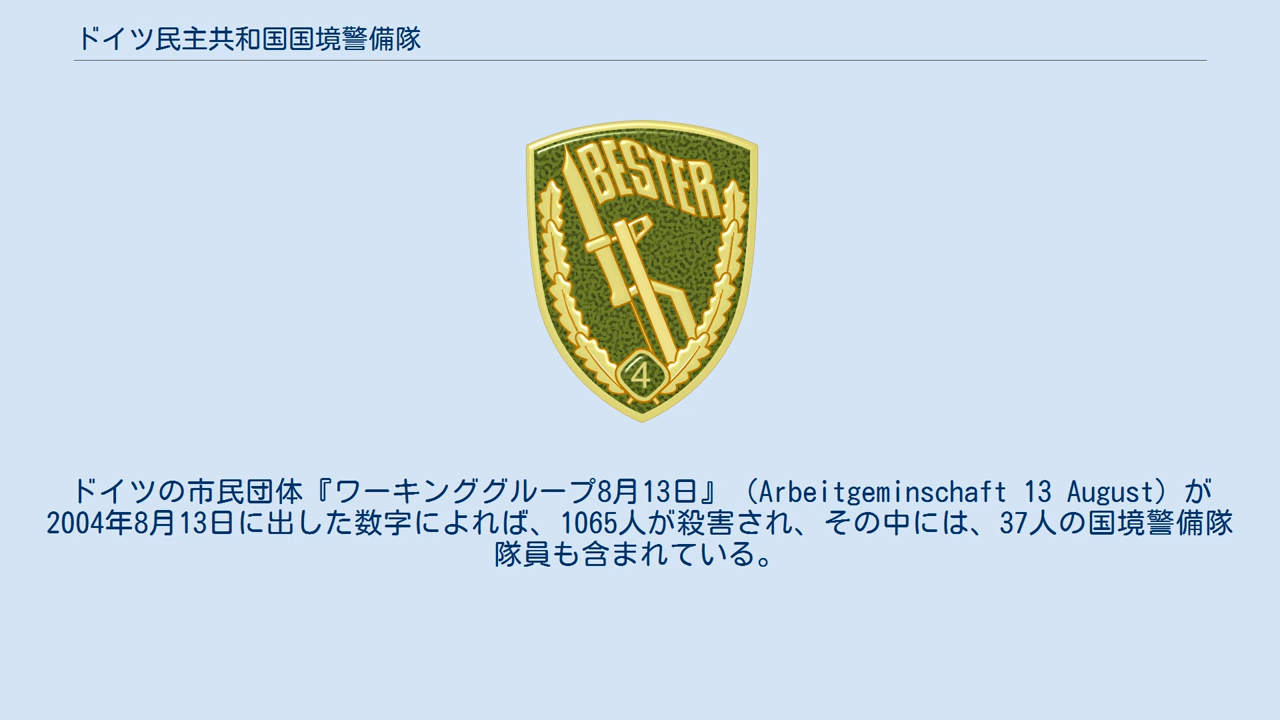 ドイツ民主共和国国境警備隊
BESTER
4
ドイツの市民団体『ワーキンググループ8月13日』（Arbeitgeminschaft 13 August）が
2004年8月13日に出した数字によれば、1065人が殺害され、その中には、37人の国境警備隊
隊員も含まれている。